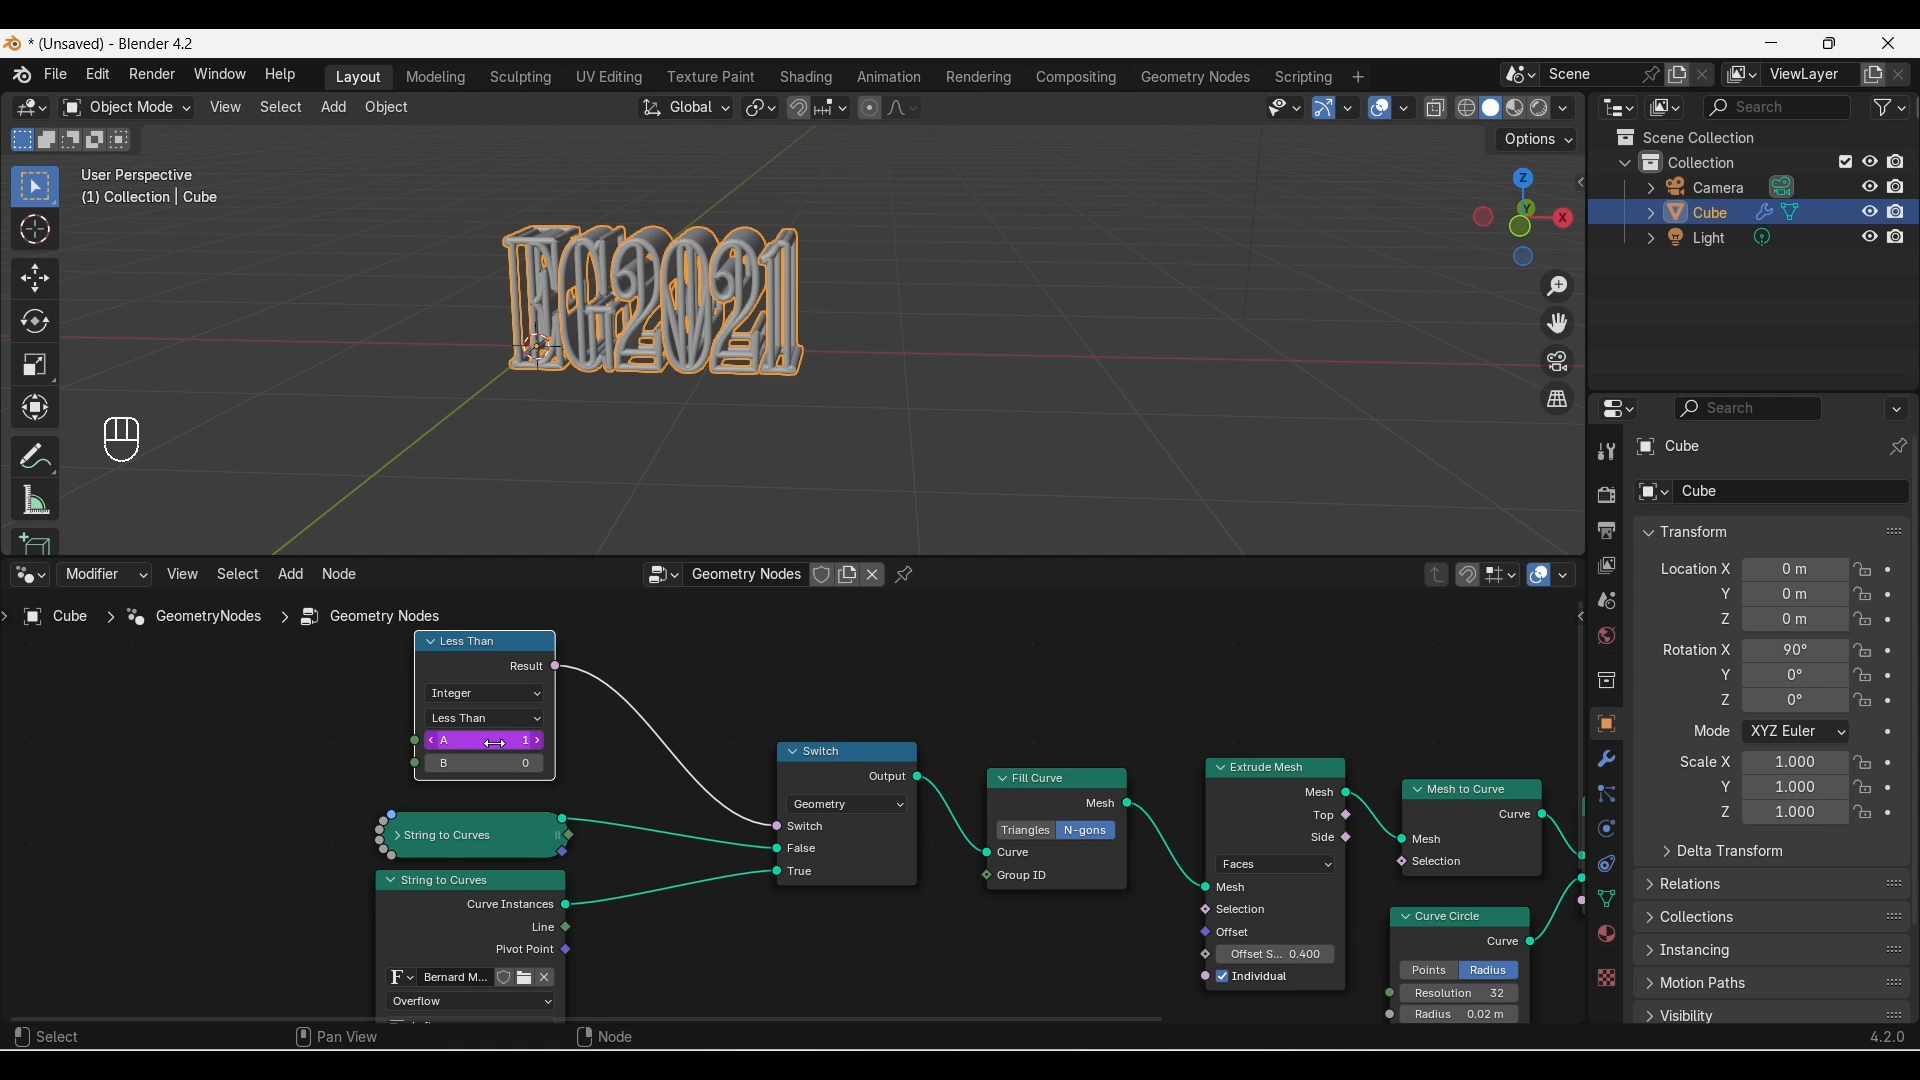 * (Unsaved) - Blender 4.2
File Edit Render Window Help Layout Modeling Sculpting UV Editing Texture Paint Shading Animation Rendering Compositing Geometry Nodes Scripting + Scene ViewLayer
Object Mode View Select Add Object Global Search
Options
User Perspective
(1) Collection | Cube
Z
Y
X
EG2021
Scene Collection
Collection
Camera
Cube
Light
Search
Cube
Cube
Transform
Location X 0 m
Y 0 m
Z 0 m
Rotation X 90°
Y 0°
Z 0°
Mode XYZ Euler
Scale X 1.000
Y 1.000
Z 1.000
Delta Transform
Relations
Collections
Instancing
Motion Paths
Visibility
Modifier View Select Add Node Geometry Nodes
Cube > GeometryNodes > Geometry Nodes
Less Than
Result
Integer
Less Than
A 1
B 0
String to Curves
String to Curves
Curve Instances
Line
Pivot Point
F Bernard M...
Overflow
Switch
Output
Geometry
Switch
False
True
Fill Curve
Mesh
Triangles N-gons
Curve
Group ID
Extrude Mesh
Mesh
Top
Side
Faces
Mesh
Selection
Offset
Offset S... 0.400
Individual
Mesh to Curve
Curve
Mesh
Selection
Curve Circle
Curve
Points Radius
Resolution 32
Radius 0.02 m
Select Pan View Node 4.2.0